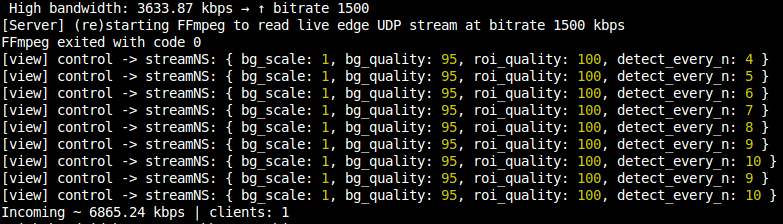 High bandwidth: 3633.87 kbps → ↑ bitrate 1500
[Server] (re)starting FFmpeg to read live edge UDP stream at bitrate 1500 kbps
FFmpeg exited with code 0
[view] control -> streamNS: { bg_scale: 1, bg_quality: 95, roi_quality: 100, detect_every_n: 4 }
[view] control -> streamNS: { bg_scale: 1, bg_quality: 95, roi_quality: 100, detect_every_n: 5 }
[view] control -> streamNS: { bg_scale: 1, bg_quality: 95, roi_quality: 100, detect_every_n: 6 }
[view] control -> streamNS: { bg_scale: 1, bg_quality: 95, roi_quality: 100, detect_every_n: 7 }
[view] control -> streamNS: { bg_scale: 1, bg_quality: 95, roi_quality: 100, detect_every_n: 8 }
[view] control -> streamNS: { bg_scale: 1, bg_quality: 95, roi_quality: 100, detect_every_n: 9 }
[view] control -> streamNS: { bg_scale: 1, bg_quality: 95, roi_quality: 100, detect_every_n: 10 }
[view] control -> streamNS: { bg_scale: 1, bg_quality: 95, roi_quality: 100, detect_every_n: 9 }
[view] control -> streamNS: { bg_scale: 1, bg_quality: 95, roi_quality: 100, detect_every_n: 10 }
Incoming ~ 6865.24 kbps | clients: 1